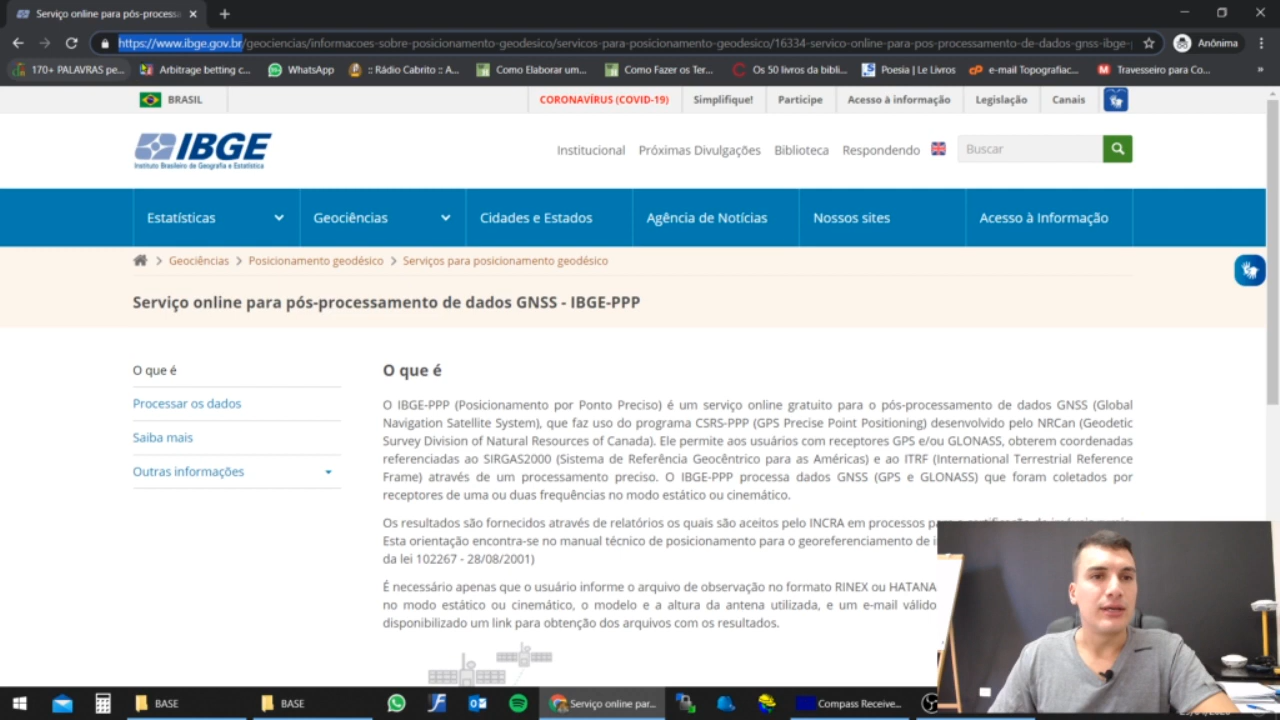 Serviço online para pós-process
https://www.ibge.gov.br/geociencias/informacoes-sobre-posicionamento-geodesico/servicos-para-posicionamento-geodesico/16334-servico-online-para-pos-processamento-de-dados-gnss-ibge-
Anônima
170+ PALAVRAS pe... Arbitrage betting c... WhatsApp :: Rádio Cabrito :: A... Como Elaborar um... Como Fazer os Ter... Os 50 livros da bibli... Poesia | Le Livros e-mail Topografiac... Travesseiro para Co... »
BRASIL CORONAVÍRUS (COVID-19) Simplifique! Participe Acesso à informação Legislação Canais
IBGE
Instituto Brasileiro de Geografia e Estatística
Institucional Próximas Divulgações Biblioteca Respondendo Buscar
Estatísticas Geociências Cidades e Estados Agência de Notícias Nossos sites Acesso à Informação
Geociências > Posicionamento geodésico > Serviços para posicionamento geodésico
Serviço online para pós-processamento de dados GNSS - IBGE-PPP
O que é
Processar os dados
Saiba mais
Outras informações
O que é
O IBGE-PPP (Posicionamento por Ponto Preciso) é um serviço online gratuito para o pós-processamento de dados GNSS (Global
Navigation Satellite System), que faz uso do programa CSRS-PPP (GPS Precise Point Positioning) desenvolvido pelo NRCan (Geodetic
Survey Division of Natural Resources of Canada). Ele permite aos usuários com receptores GPS e/ou GLONASS, obterem coordenadas
referenciadas ao SIRGAS2000 (Sistema de Referência Geocêntrico para as Américas) e ao ITRF (International Terrestrial Reference
Frame) através de um processamento preciso. O IBGE-PPP processa dados GNSS (GPS e GLONASS) que foram coletados por
receptores de uma ou duas frequências no modo estático ou cinemático.
Os resultados são fornecidos através de relatórios os quais são aceitos pelo INCRA em processos
Esta orientação encontra-se no manual técnico de posicionamento para o georeferenciamento de
da lei 102267 - 28/08/2001)
É necessário apenas que o usuário informe o arquivo de observação no formato RINEX ou HATANA
no modo estático ou cinemático, o modelo e a altura da antena utilizada, e um e-mail válido
disponibilizado um link para obtenção dos arquivos com os resultados.
BASE BASE Serviço online par... Compass Receive...